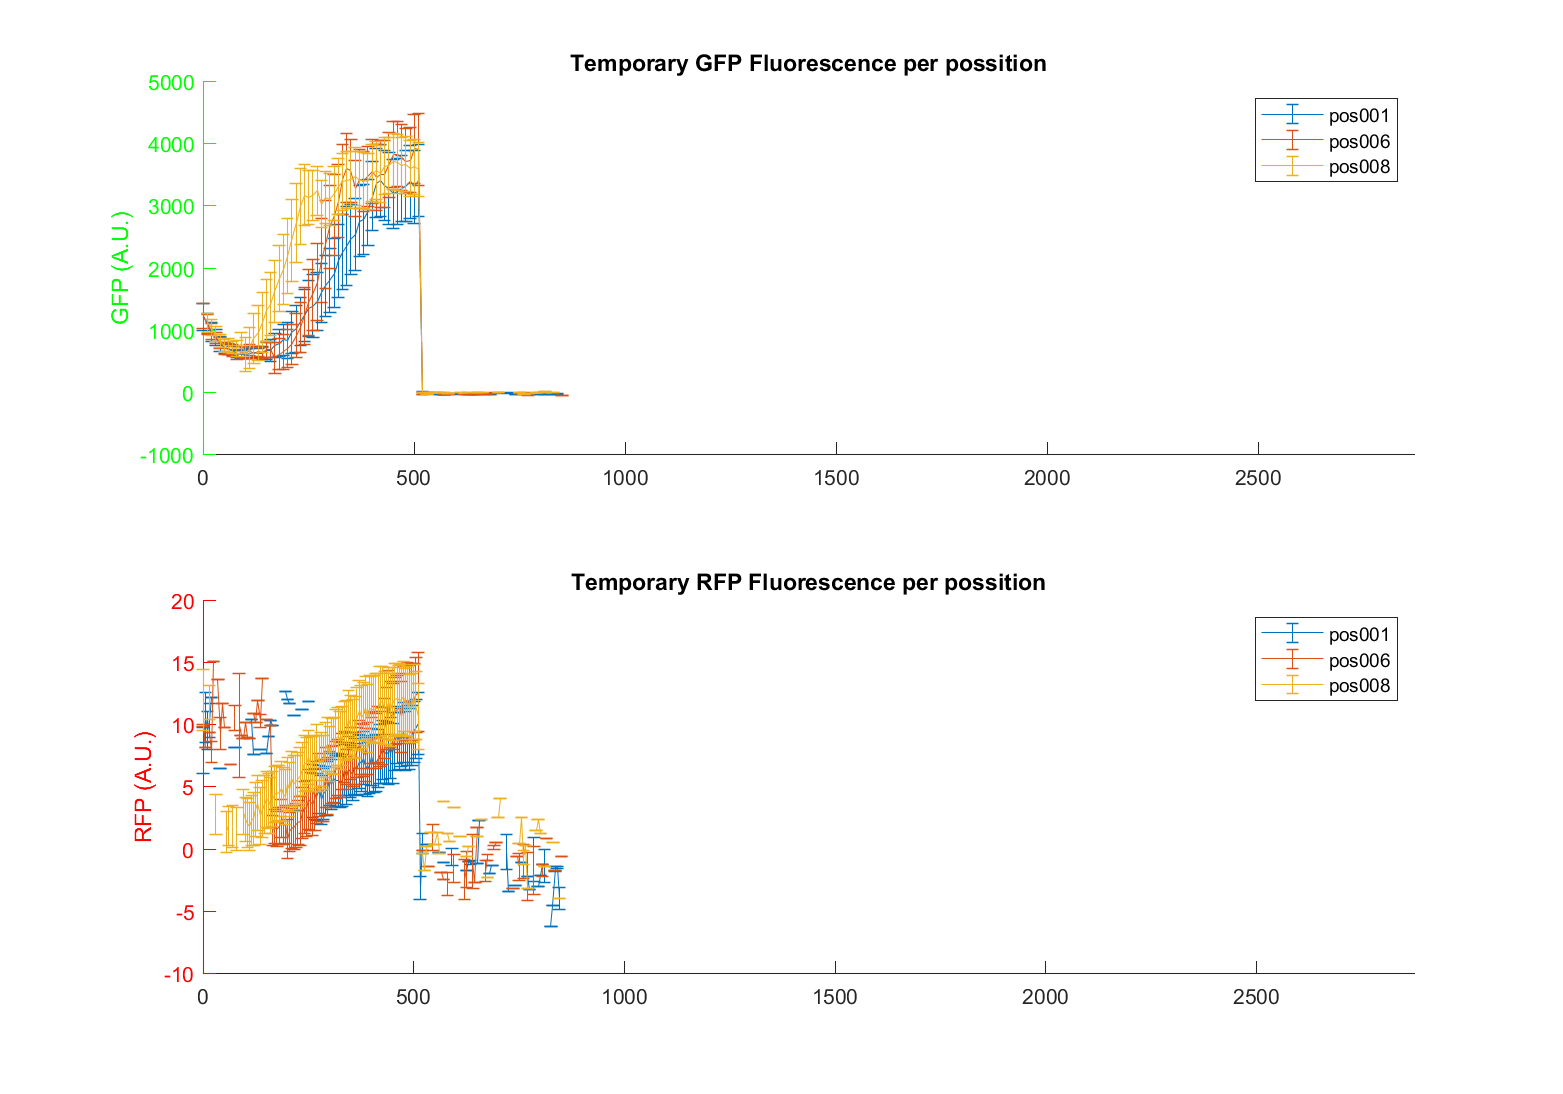 Temporary GFP Fluorescence per possition
5000
4000
3000
2000
1000
0
-1000
GFP (A.U.)
pos001
pos006
pos008
0 500 1000 1500 2000 2500
Temporary RFP Fluorescence per possition
20
15
10
5
0
-5
-10
RFP (A.U.)
pos001
pos006
pos008
0 500 1000 1500 2000 2500